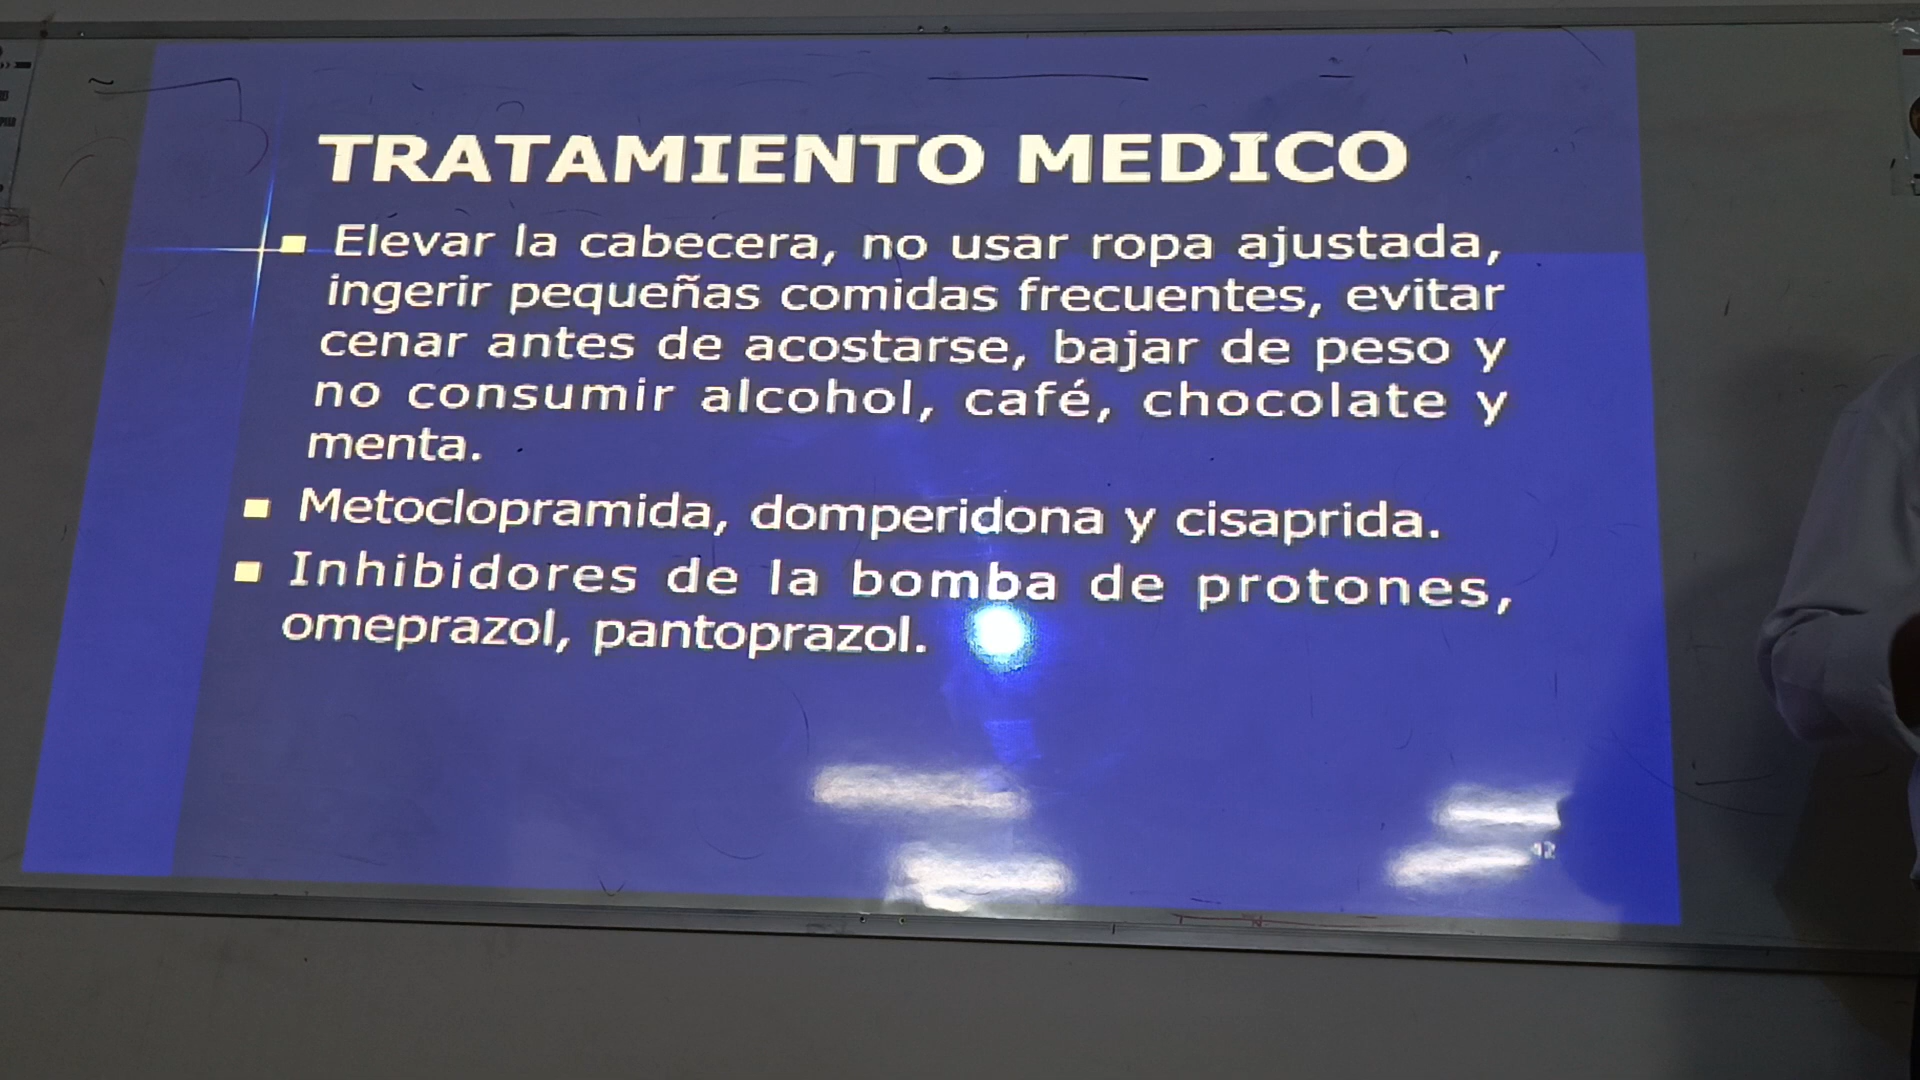 TRATAMIENTO MEDICO
Elevar la cabecera, no usar ropa ajustada,
ingerir pequeñas comidas frecuentes, evitar
cenar antes de acostarse, bajar de peso y
no consumir alcohol, café, chocolate y
menta.
Metoclopramida, domperidona y cisaprida.
Inhibidores de la bomba de protones,
omeprazol, pantoprazol.